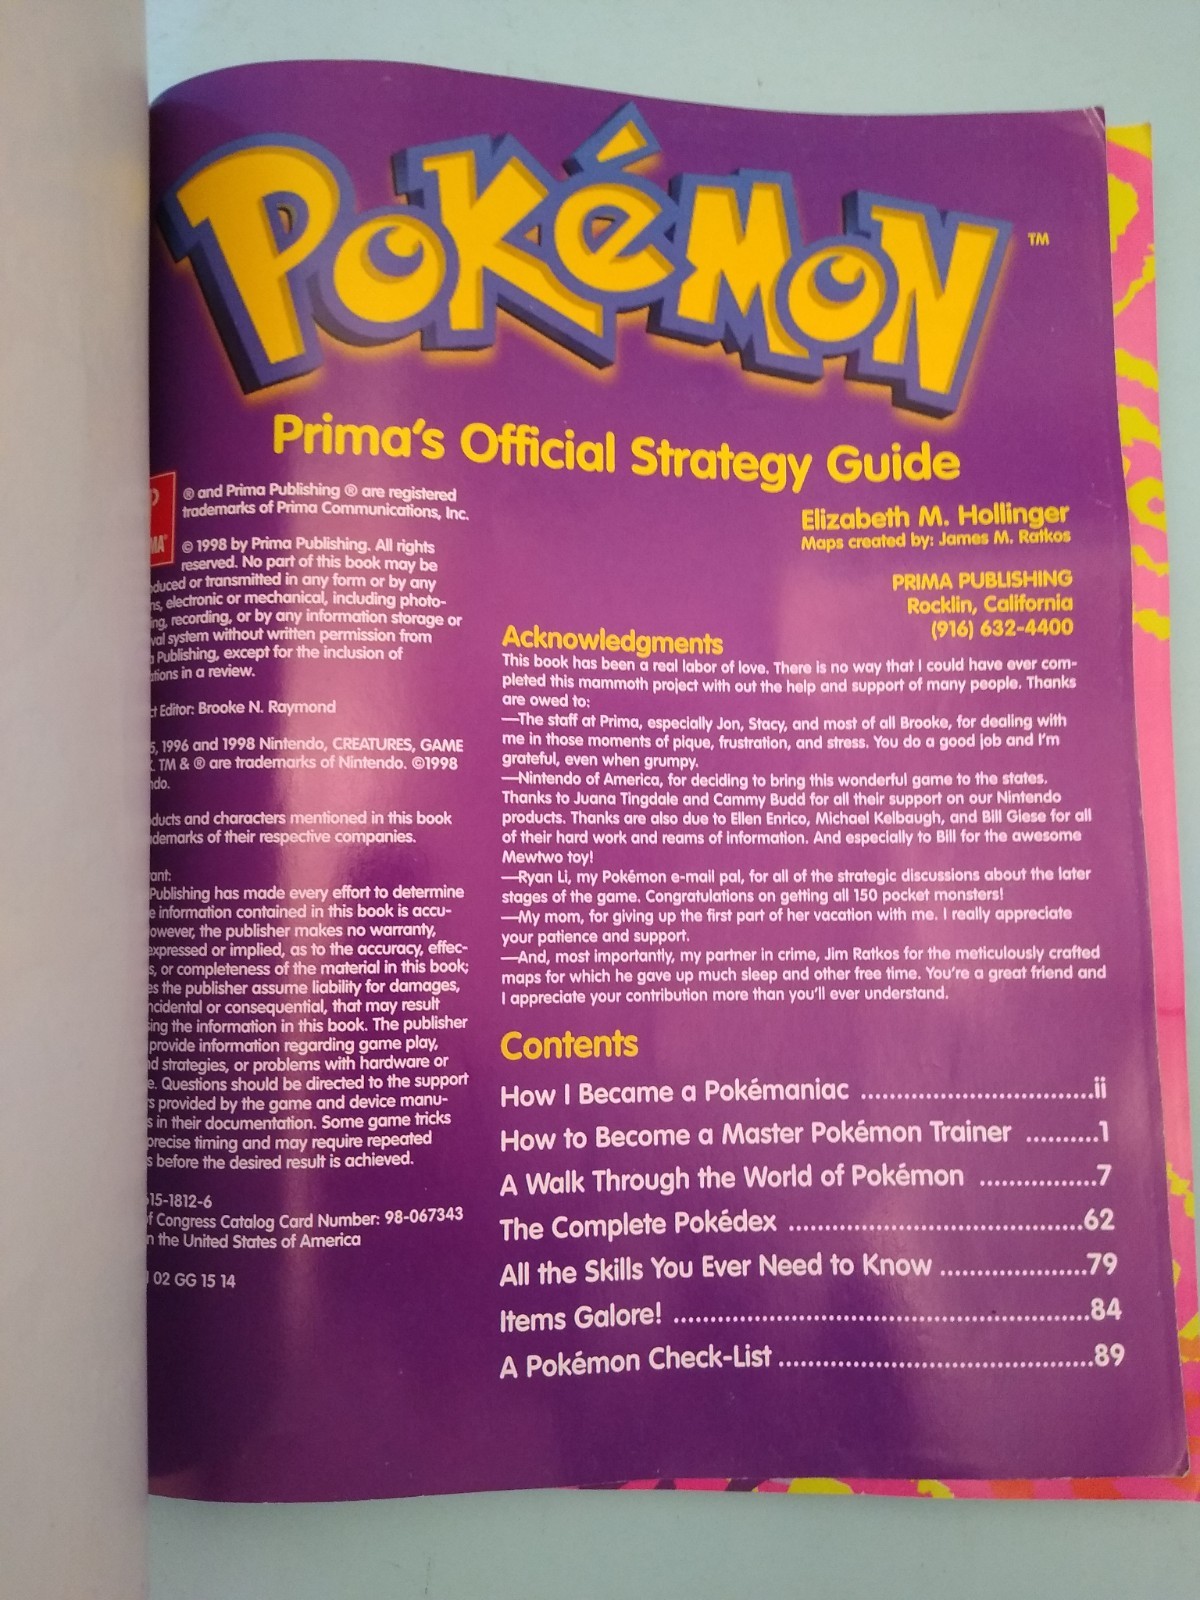 POKéMON
TM
Prima's Official Strategy Guide
® and Prima Publishing ® are registered
trademarks of Prima Communications, Inc.
© 1998 by Prima Publishing. All rights
reserved. No part of this book may be
or transmitted in any form or by any
electronic or mechanical, including photo-
recording, or by any information storage or
system without written permission from
Publishing, except for the inclusion of
in a review.
Editor: Brooke N. Raymond
1996 and 1998 Nintendo, CREATURES, GAME
TM & ® are trademarks of Nintendo. ©1998
and characters mentioned in this book
of their respective companies.
Publishing has made every effort to determine
information contained in this book is accu-
the publisher makes no warranty,
expressed or implied, as to the accuracy, effec-
or completeness of the material in this book;
the publisher assume liability for damages,
or consequential, that may result
the information in this book. The publisher
provide information regarding game play,
strategies, or problems with hardware or
Questions should be directed to the support
provided by the game and device manu-
in their documentation. Some game tricks
precise timing and may require repeated
before the desired result is achieved.
15-1812-6
Congress Catalog Card Number: 98-067343
the United States of America
02 GG 15 14
Elizabeth M. Hollinger
Maps created by: James M. Ratkos
PRIMA PUBLISHING
Rocklin, California
(916) 632-4400
Acknowledgments
This book has been a real labor of love. There is no way that I could have ever com-
pleted this mammoth project with out the help and support of many people. Thanks
are owed to:
—The staff at Prima, especially Jon, Stacy, and most of all Brooke, for dealing with
me in those moments of pique, frustration, and stress. You do a good job and I'm
grateful, even when grumpy.
—Nintendo of America, for deciding to bring this wonderful game to the states.
Thanks to Juana Tingdale and Cammy Budd for all their support on our Nintendo
products. Thanks are also due to Ellen Enrico, Michael Kelbaugh, and Bill Giese for all
of their hard work and reams of information. And especially to Bill for the awesome
Mewtwo toy!
—Ryan Li, my Pokémon e-mail pal, for all of the strategic discussions about the later
stages of the game. Congratulations on getting all 150 pocket monsters!
—My mom, for giving up the first part of her vacation with me. I really appreciate
your patience and support.
—And, most importantly, my partner in crime, Jim Ratkos for the meticulously crafted
maps for which he gave up much sleep and other free time. You're a great friend and
I appreciate your contribution more than you'll ever understand.
Contents
How I Became a Pokémaniac ..............................ii
How to Become a Master Pokémon Trainer ..........1
A Walk Through the World of Pokémon ................7
The Complete Pokédex ......................................62
All the Skills You Ever Need to Know ...................79
Items Galore! ......................................................84
A Pokémon Check-List .........................................89